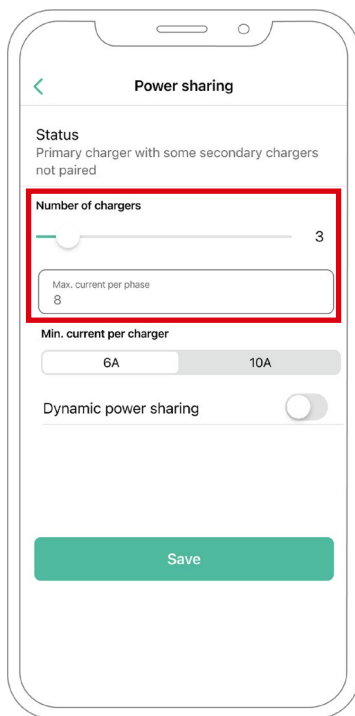 Power sharing
Status
Primary charger with some secondary chargers
not paired
Number of chargers
3
Max. current per phase
8
Min. current per charger
6A 10A
Dynamic power sharing
Save